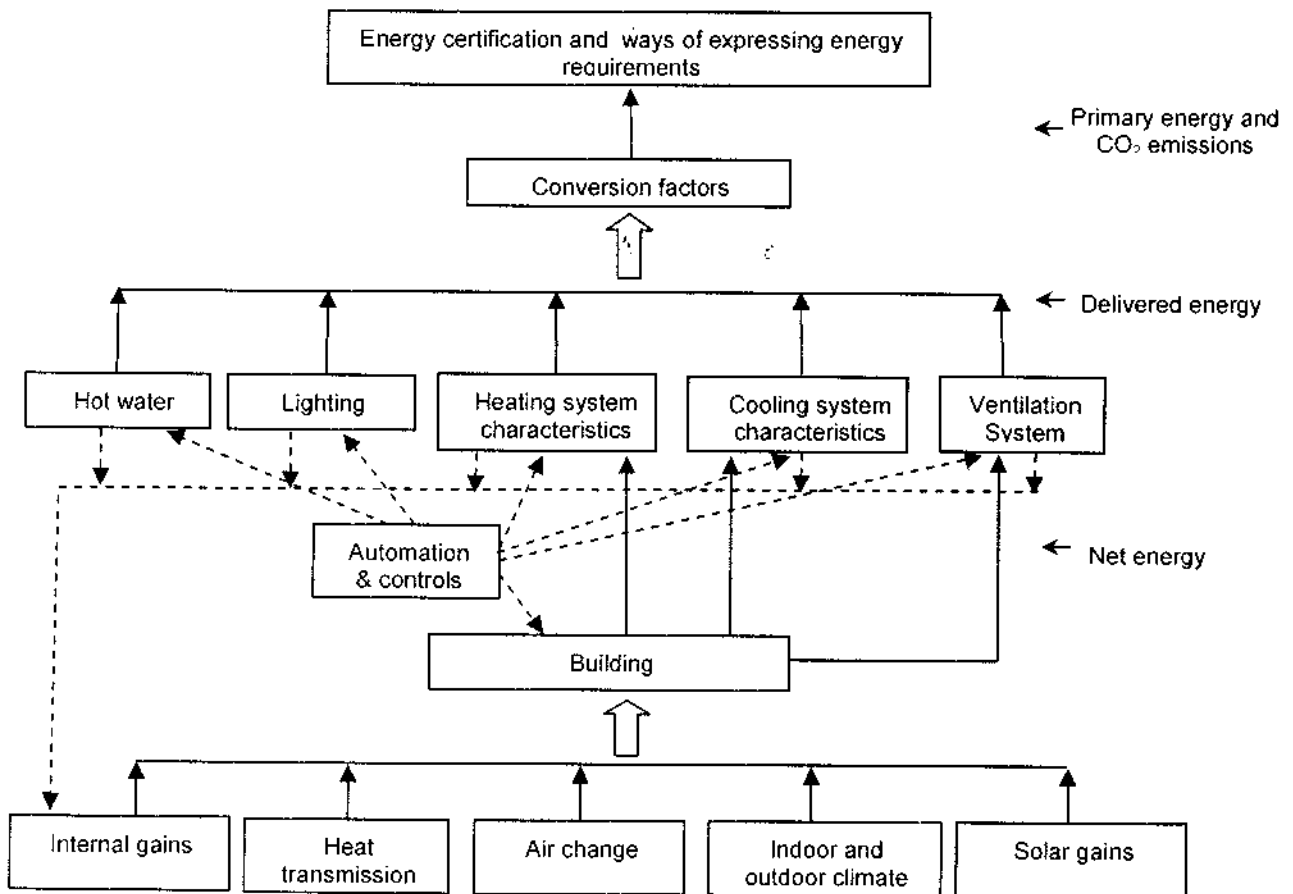 Energy certification and ways of expressing energy
requirements
Primary energy and
CO₂ emissions
Conversion factors
Delivered energy
Hot water
Lighting
Heating system
characteristics
Cooling system
characteristics
Ventilation
System
Automation
& controls
Net energy
Building
Internal gains
Heat
transmission
Air change
Indoor and
outdoor climate
Solar gains